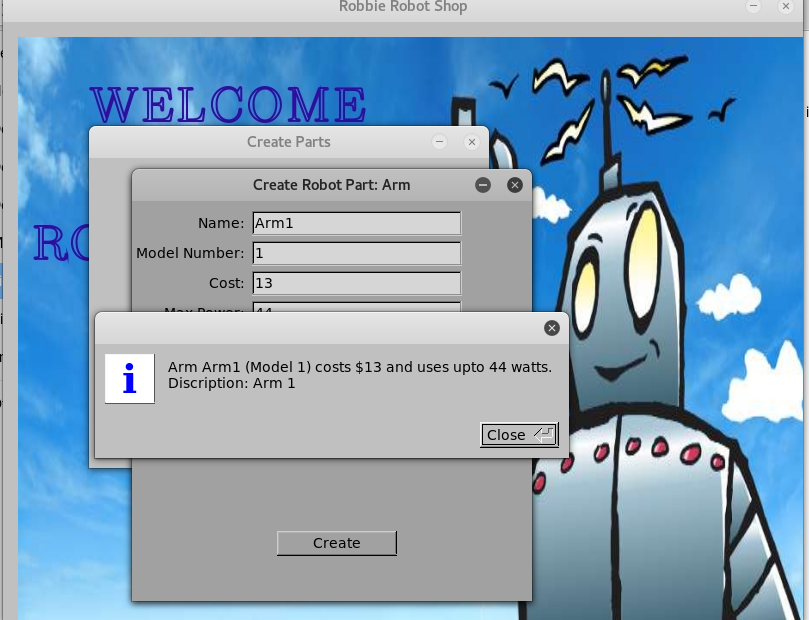 Robbie Robot Shop
WELCOME
Create Parts
Create Robot Part: Arm
Name: Arm1
Model Number: 1
Cost: 13
Max Power: 44
Arm Arm1 (Model 1) costs $13 and uses upto 44 watts.
Discription: Arm 1
Close
Create